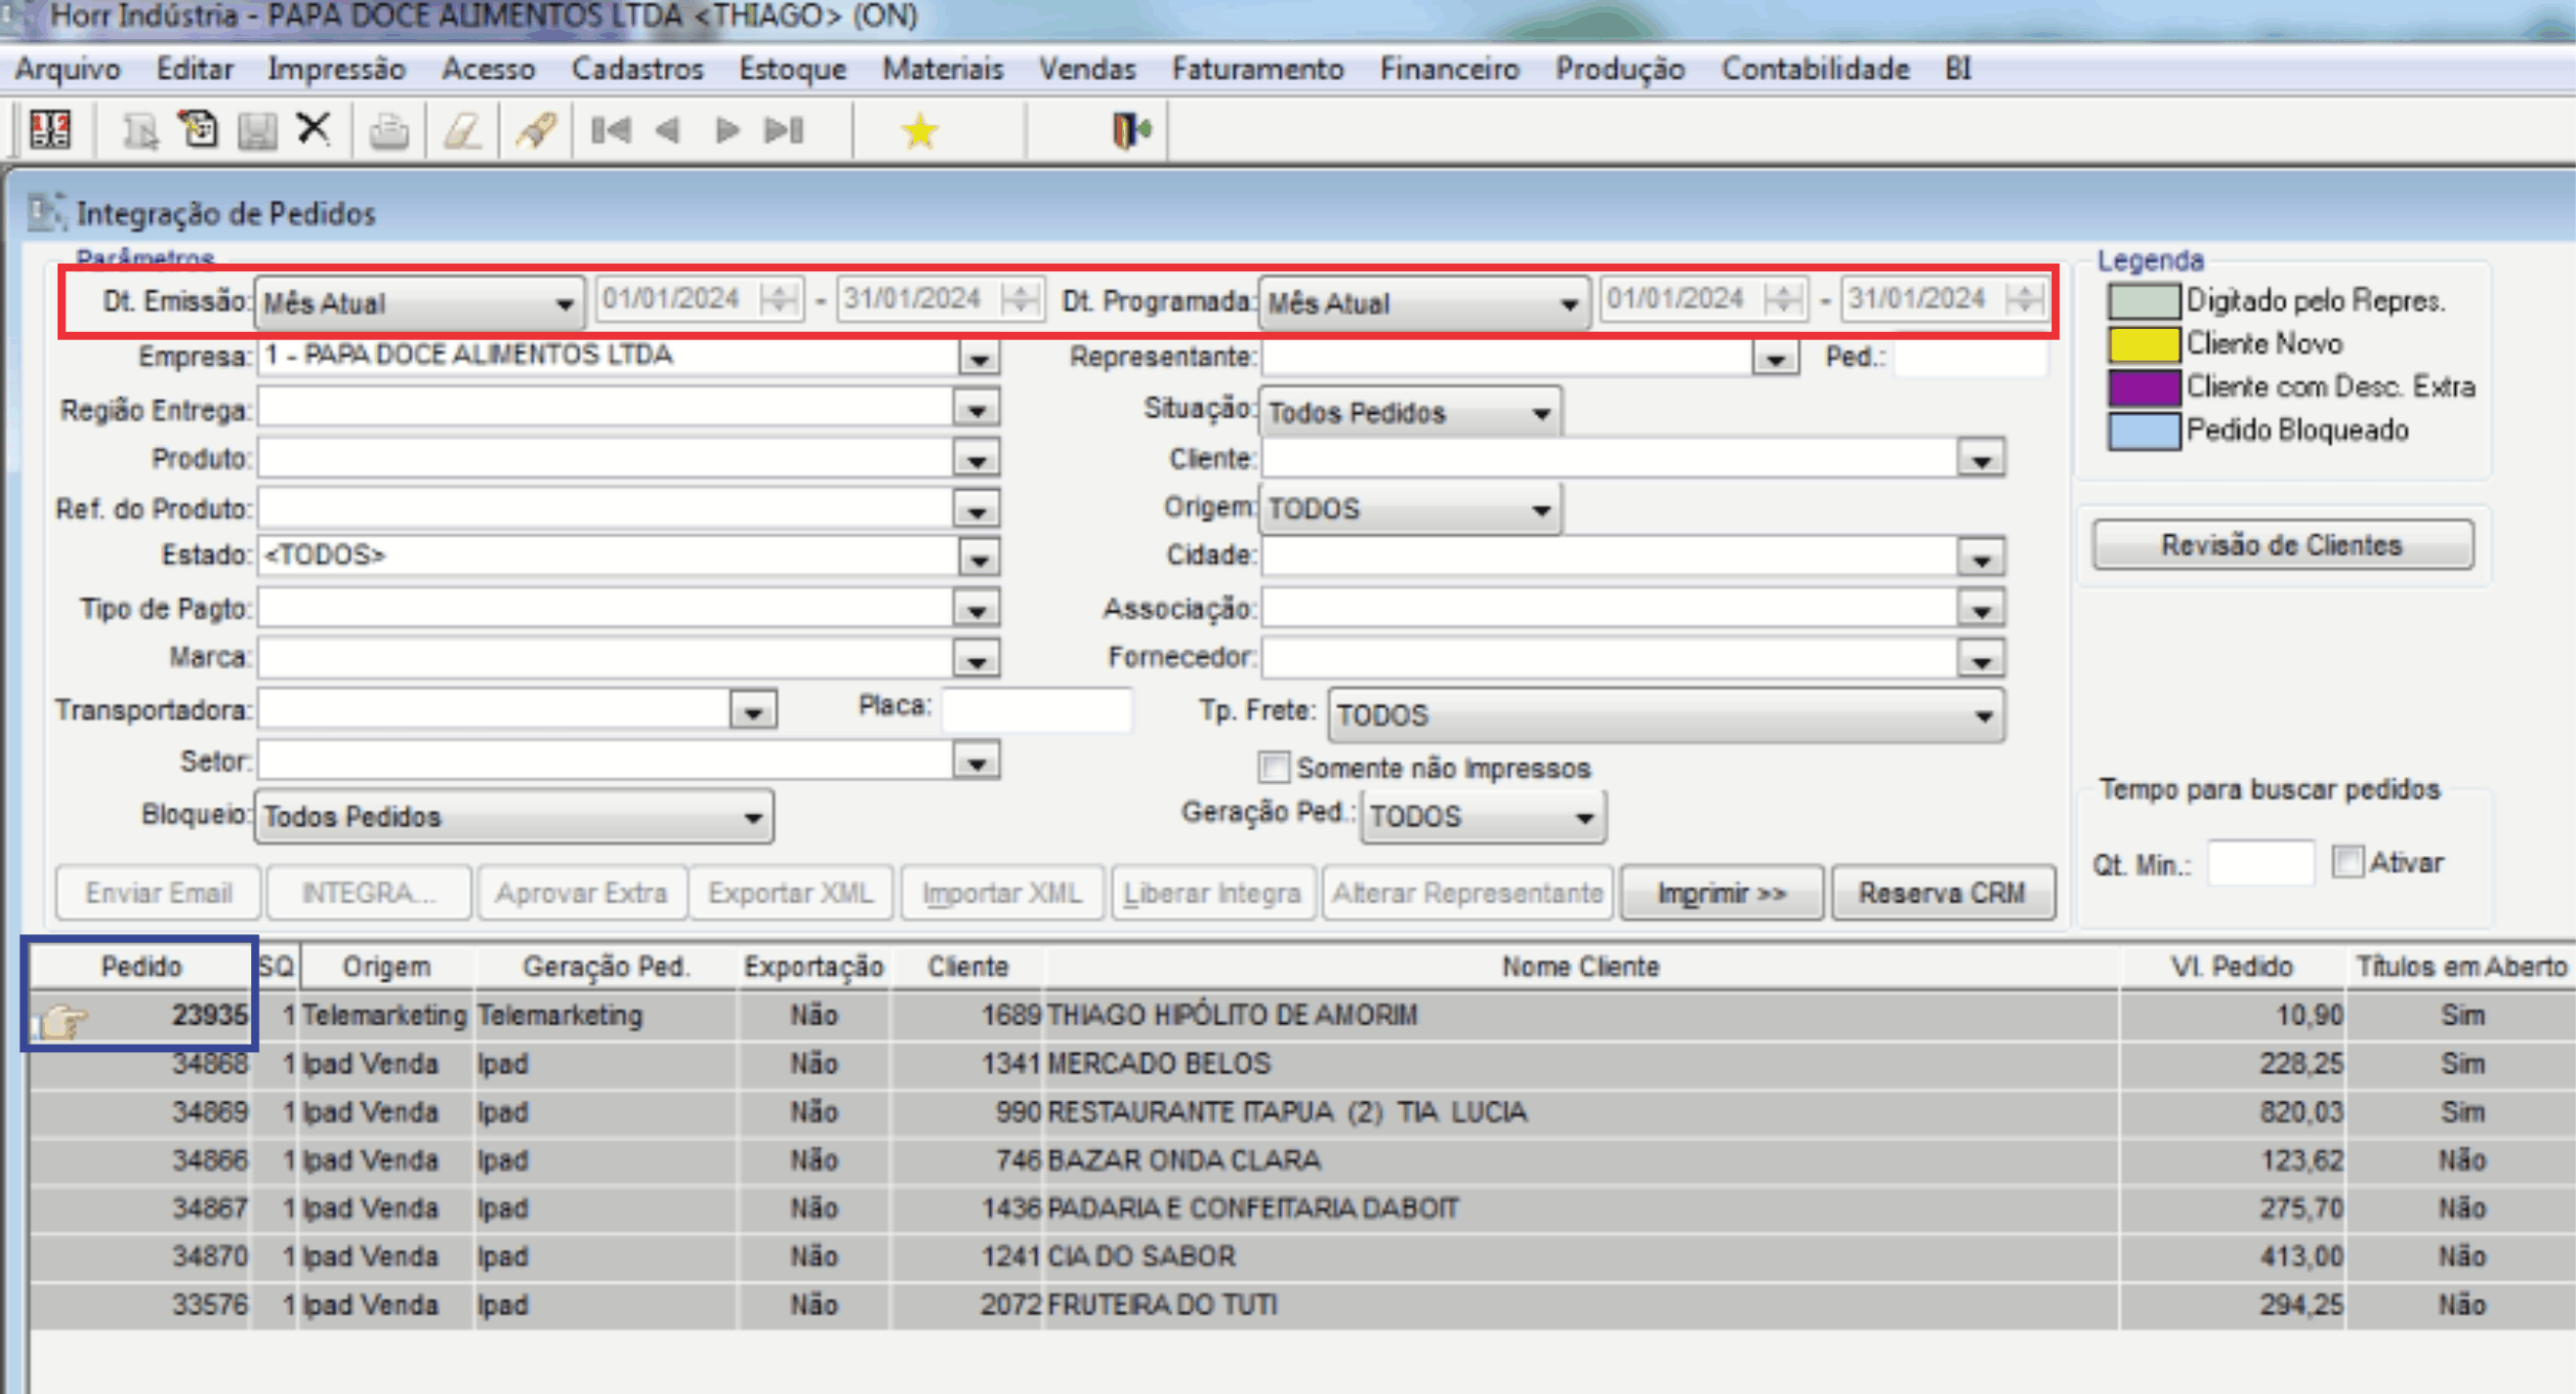 Horr Indústria - PAPA DOCE ALIMENTOS LTDA <THIAGO> (ON)
Arquivo Editar Impressão Acesso Cadastros Estoque Materiais Vendas Faturamento Financeiro Produção Contabilidade BI
Integração de Pedidos
Parâmetros
Dt. Emissão: Mês Atual 01/01/2024 - 31/01/2024 Dt. Programada: Mês Atual 01/01/2024 - 31/01/2024
Empresa: 1 - PAPA DOCE ALIMENTOS LTDA Representante: Ped.:
Região Entrega: Situação: Todos Pedidos
Produto: Cliente:
Ref. do Produto: Origem: TODOS
Estado: <TODOS> Cidade:
Tipo de Pagto: Associação:
Marca: Fornecedor:
Transportadora: Placa: Tp. Frete: TODOS
Setor: Somente não Impressos
Bloqueio: Todos Pedidos Geração Ped.: TODOS
Enviar Email INTEGRA... Aprovar Extra Exportar XML Importar XML Liberar Integra Alterar Representante Imprimir >> Reserva CRM
Legenda
Digitado pelo Repres.
Cliente Novo
Cliente com Desc. Extra
Pedido Bloqueado
Revisão de Clientes
Tempo para buscar pedidos
Qt. Min.: Ativar
Pedido SQ Origem Geração Ped. Exportação Cliente Nome Cliente Vl. Pedido Títulos em Aberto
23935 1 Telemarketing Telemarketing Não 1689 THIAGO HIPÓLITO DE AMORIM 10,90 Sim
34868 1 Ipad Venda Ipad Não 1341 MERCADO BELOS 228,25 Sim
34869 1 Ipad Venda Ipad Não 990 RESTAURANTE ITAPUA (2) TIA LUCIA 820,03 Sim
34866 1 Ipad Venda Ipad Não 746 BAZAR ONDA CLARA 123,62 Não
34867 1 Ipad Venda Ipad Não 1436 PADARIA E CONFEITARIA DABOIT 275,70 Não
34870 1 Ipad Venda Ipad Não 1241 CIA DO SABOR 413,00 Não
33576 1 Ipad Venda Ipad Não 2072 FRUTEIRA DO TUTI 294,25 Não